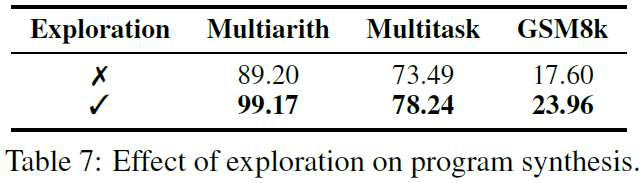 Exploration Multiarith Multitask GSM8k
✗ 89.20 73.49 17.60
✓ 99.17 78.24 23.96
Table 7: Effect of exploration on program synthesis.